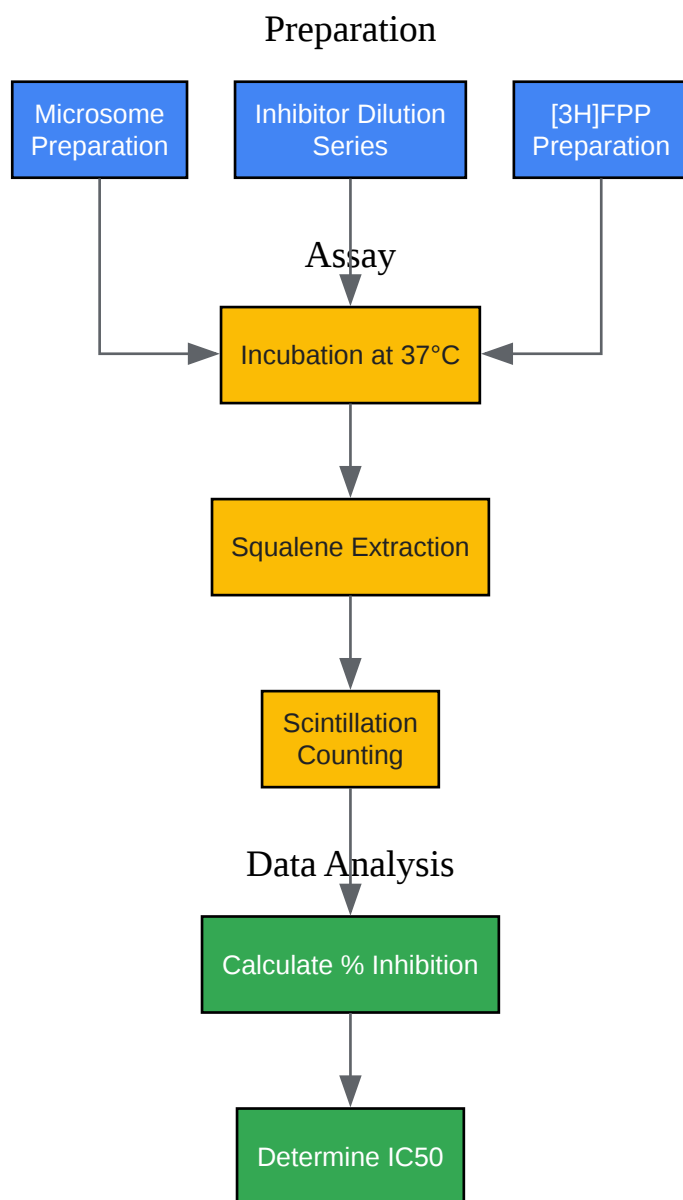 Preparation
Microsome
Preparation
Inhibitor Dilution
Series
[3H]FPP
Preparation
Assay
Incubation at 37°C
Squalene Extraction
Scintillation
Counting
Data Analysis
Calculate % Inhibition
Determine IC50